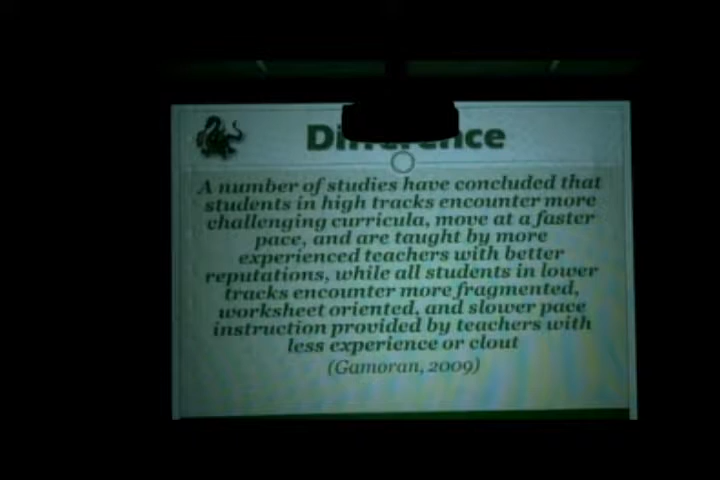 Difference
A number of studies have concluded that
students in high tracks encounter more
challenging curricula, move at a faster
pace, and are taught by more
experienced teachers with better
reputations, while all students in lower
tracks encounter more fragmented,
worksheet oriented, and slower pace
instruction provided by teachers with
less experience or clout
(Gamoran, 2009)